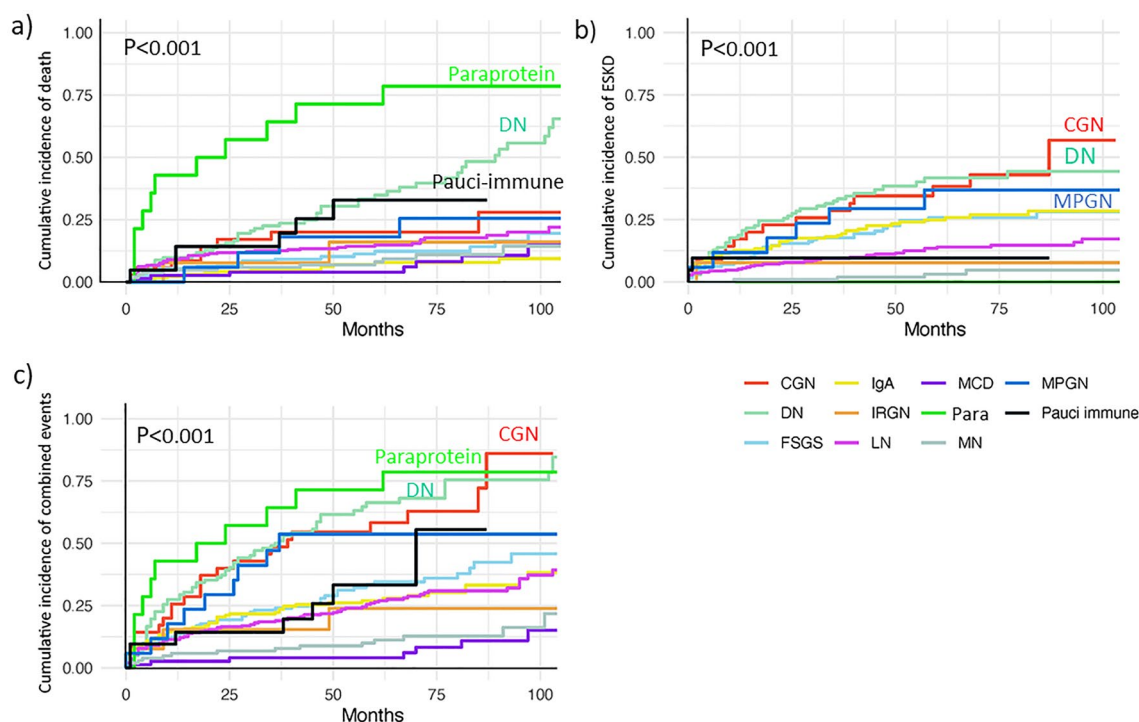 a)
P<0.001
Paraprotein
DN
Pauci-immune
Cumulative incidence of death
1.00
0.75
0.50
0.25
0.00
0
25
50
75
100
Months
b)
P<0.001
CGN
DN
MPGN
Cumulative incidence of ESKD
1.00
0.75
0.50
0.25
0.00
0
25
50
75
100
Months
c)
P<0.001
CGN
Paraprotein
DN
Cumulative incidence of combined events
1.00
0.75
0.50
0.25
0.00
0
25
50
75
100
Months
CGN
IgA
MCD
MPGN
DN
IRGN
Para
Pauci immune
FSGS
LN
MN